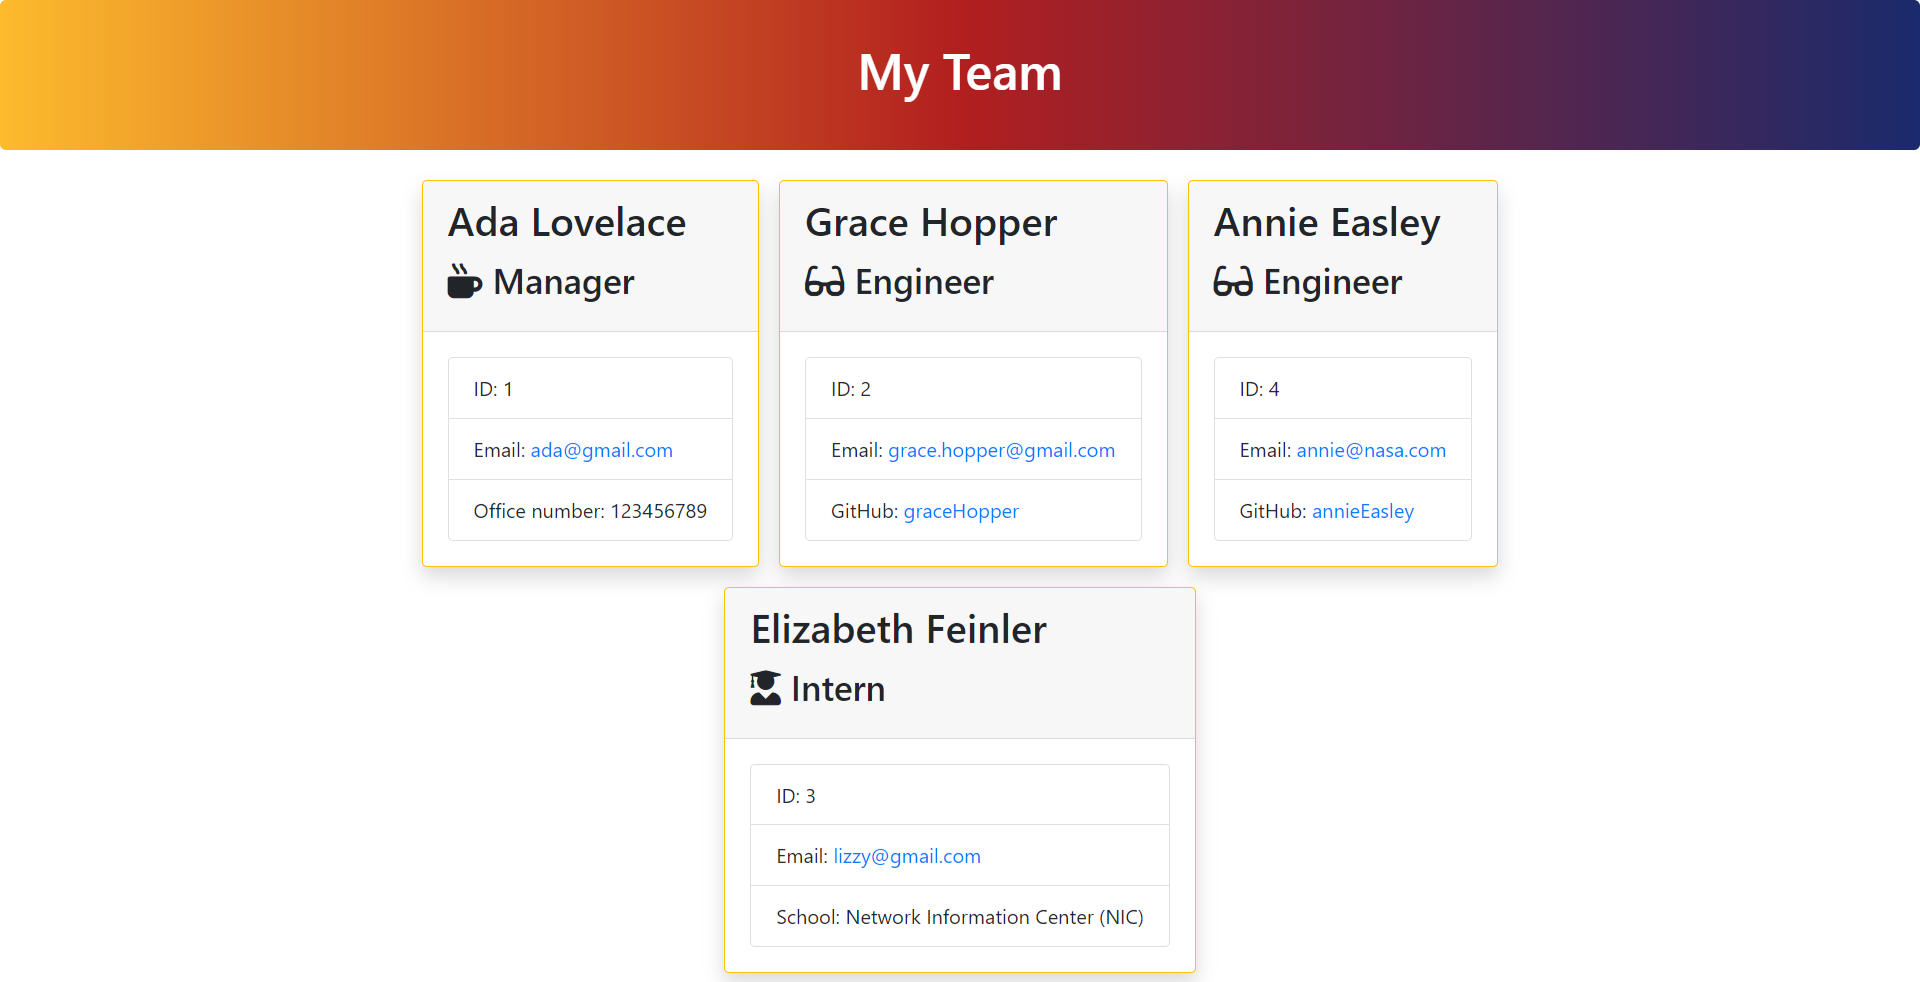 My Team
Ada Lovelace
Manager
ID: 1
Email: ada@gmail.com
Office number: 123456789
Grace Hopper
Engineer
ID: 2
Email: grace.hopper@gmail.com
GitHub: graceHopper
Annie Easley
Engineer
ID: 4
Email: annie@nasa.com
GitHub: annieEasley
Elizabeth Feinler
Intern
ID: 3
Email: lizzy@gmail.com
School: Network Information Center (NIC)